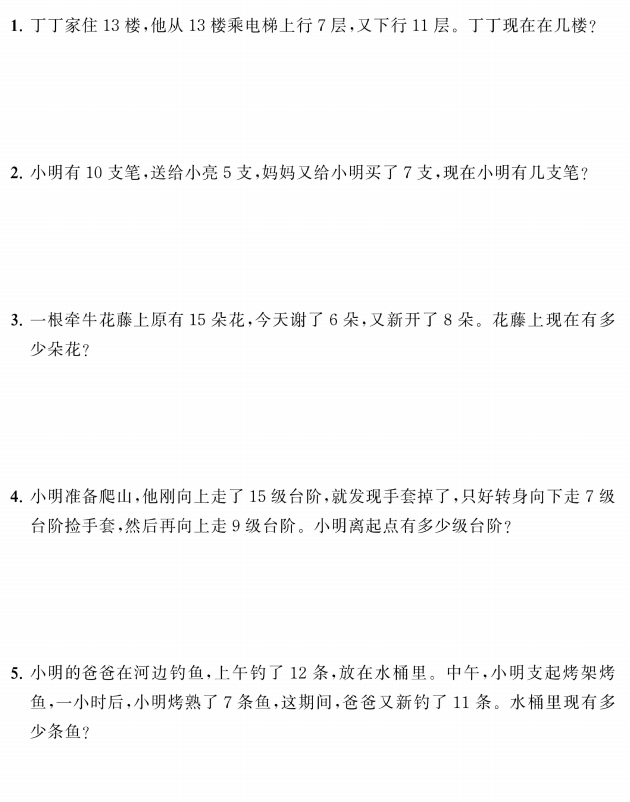 1. 丁丁家住 13 楼,他从 13 楼乘电梯上行 7 层,又下行 11 层。丁丁现在在几楼?
2. 小明有 10 支笔,送给小亮 5 支,妈妈又给小明买了 7 支,现在小明有几支笔?
3. 一根牵牛花藤上原有 15 朵花,今天谢了 6 朵,又新开了 8 朵。花藤上现在有多
少朵花?
4. 小明准备爬山,他刚向上走了 15 级台阶,就发现手套掉了,只好转身向下走 7 级
台阶捡手套,然后再向上走 9 级台阶。小明离起点有多少级台阶?
5. 小明的爸爸在河边钓鱼,上午钓了 12 条,放在水桶里。中午,小明支起烤架烤
鱼,一小时后,小明烤熟了 7 条鱼,这期间,爸爸又新钓了 11 条。水桶里现有多
少条鱼?